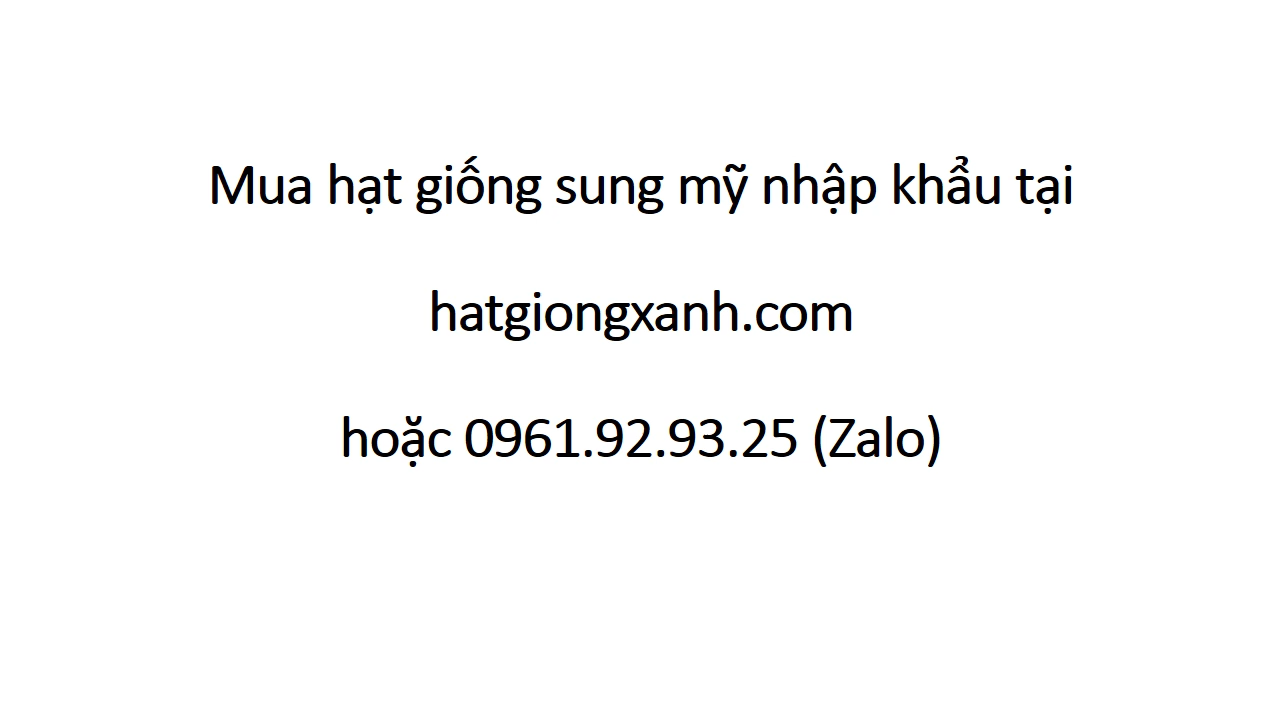 Mua hạt giống sung mỹ nhập khẩu tại
hatgiongxanh.com
hoặc 0961.92.93.25 (Zalo)